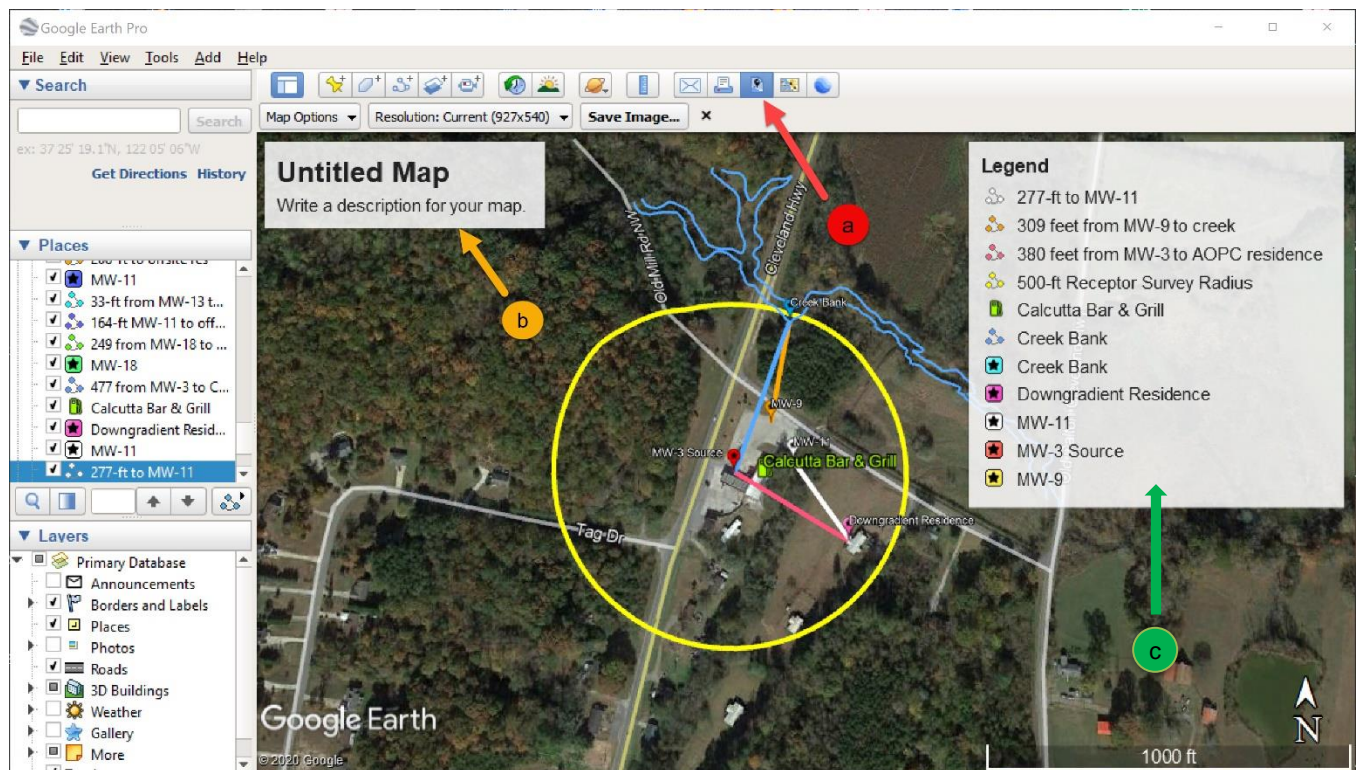 Google Earth Pro
File Edit View Tools Add Help
Search
Search
ex: 37 25' 19.1"N, 122 05' 06"W
Get Directions History
Places
MW-11
33-ft from MW-13 t...
164-ft MW-11 to off...
249 from MW-18 to ...
MW-18
477 from MW-3 to C...
Calcutta Bar & Grill
Downgradient Resid...
MW-11
277-ft to MW-11
Layers
Primary Database
Announcements
Borders and Labels
Places
Photos
Roads
3D Buildings
Weather
Gallery
More
Map Options
Resolution: Current (927x540)
Save Image...
Untitled Map
Write a description for your map.
a
b
c
Old Mill Rd NW
Cleveland Hwy
Creek Bank
MW-9
MW-11
MW-3 Source
Calcutta Bar & Grill
Downgradient Residence
Tag Dr
Legend
277-ft to MW-11
309 feet from MW-9 to creek
380 feet from MW-3 to AOPC residence
500-ft Receptor Survey Radius
Calcutta Bar & Grill
Creek Bank
Creek Bank
Downgradient Residence
MW-11
MW-3 Source
MW-9
Google Earth
© 2020 Google
N
1000 ft